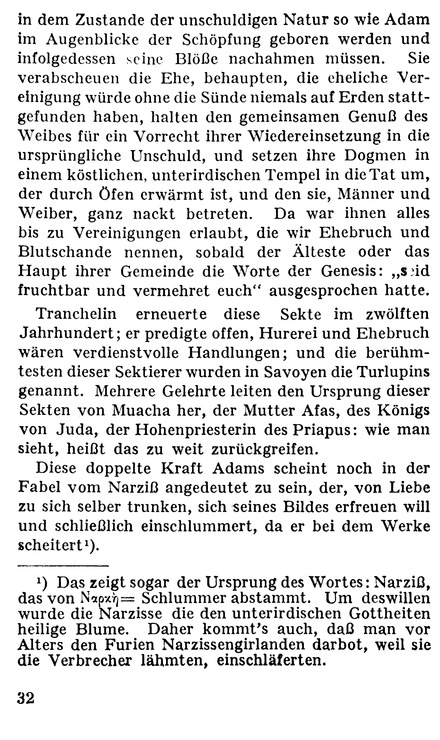 in dem Zustande der unschuldigen Natur so wie Adam
im Augenblicke der Schöpfung geboren werden und
infolgedessen seine Blöße nachahmen müssen. Sie
verabscheuen die Ehe, behaupten, die eheliche Ver-
einigung würde ohne die Sünde niemals auf Erden statt-
gefunden haben, halten den gemeinsamen Genuß des
Weibes für ein Vorrecht ihrer Wiedereinsetzung in die
ursprüngliche Unschuld, und setzen ihre Dogmen in
einem köstlichen, unterirdischen Tempel in die Tat um,
der durch Öfen erwärmt ist, und den sie, Männer und
Weiber, ganz nackt betreten. Da war ihnen alles
bis zu Vereinigungen erlaubt, die wir Ehebruch und
Blutschande nennen, sobald der Älteste oder das
Haupt ihrer Gemeinde die Worte der Genesis: „seid
fruchtbar und vermehret euch“ ausgesprochen hatte.
Tranchelin erneuerte diese Sekte im zwölften
Jahrhundert; er predigte offen, Hurerei und Ehebruch
wären verdienstvolle Handlungen; und die berühm-
testen dieser Sektierer wurden in Savoyen die Turlupins
genannt. Mehrere Gelehrte leiten den Ursprung dieser
Sekten von Muacha her, der Mutter Afas, des Königs
von Juda, der Hohenpriesterin des Priapus: wie man
sieht, heißt das zu weit zurückgreifen.
Diese doppelte Kraft Adams scheint noch in der
Fabel vom Narziß angedeutet zu sein, der, von Liebe
zu sich selber trunken, sich seines Bildes erfreuen will
und schließlich einschlummert, da er bei dem Werke
scheitert¹).
¹) Das zeigt sogar der Ursprung des Wortes: Narziß,
das von Ναρκὴ= Schlummer abstammt. Um deswillen
wurde die Narzisse die den unterirdischen Gottheiten
heilige Blume. Daher kommt's auch, daß man vor
Alters den Furien Narzissengirlanden darbot, weil sie
die Verbrecher lähmten, einschläferten.
32